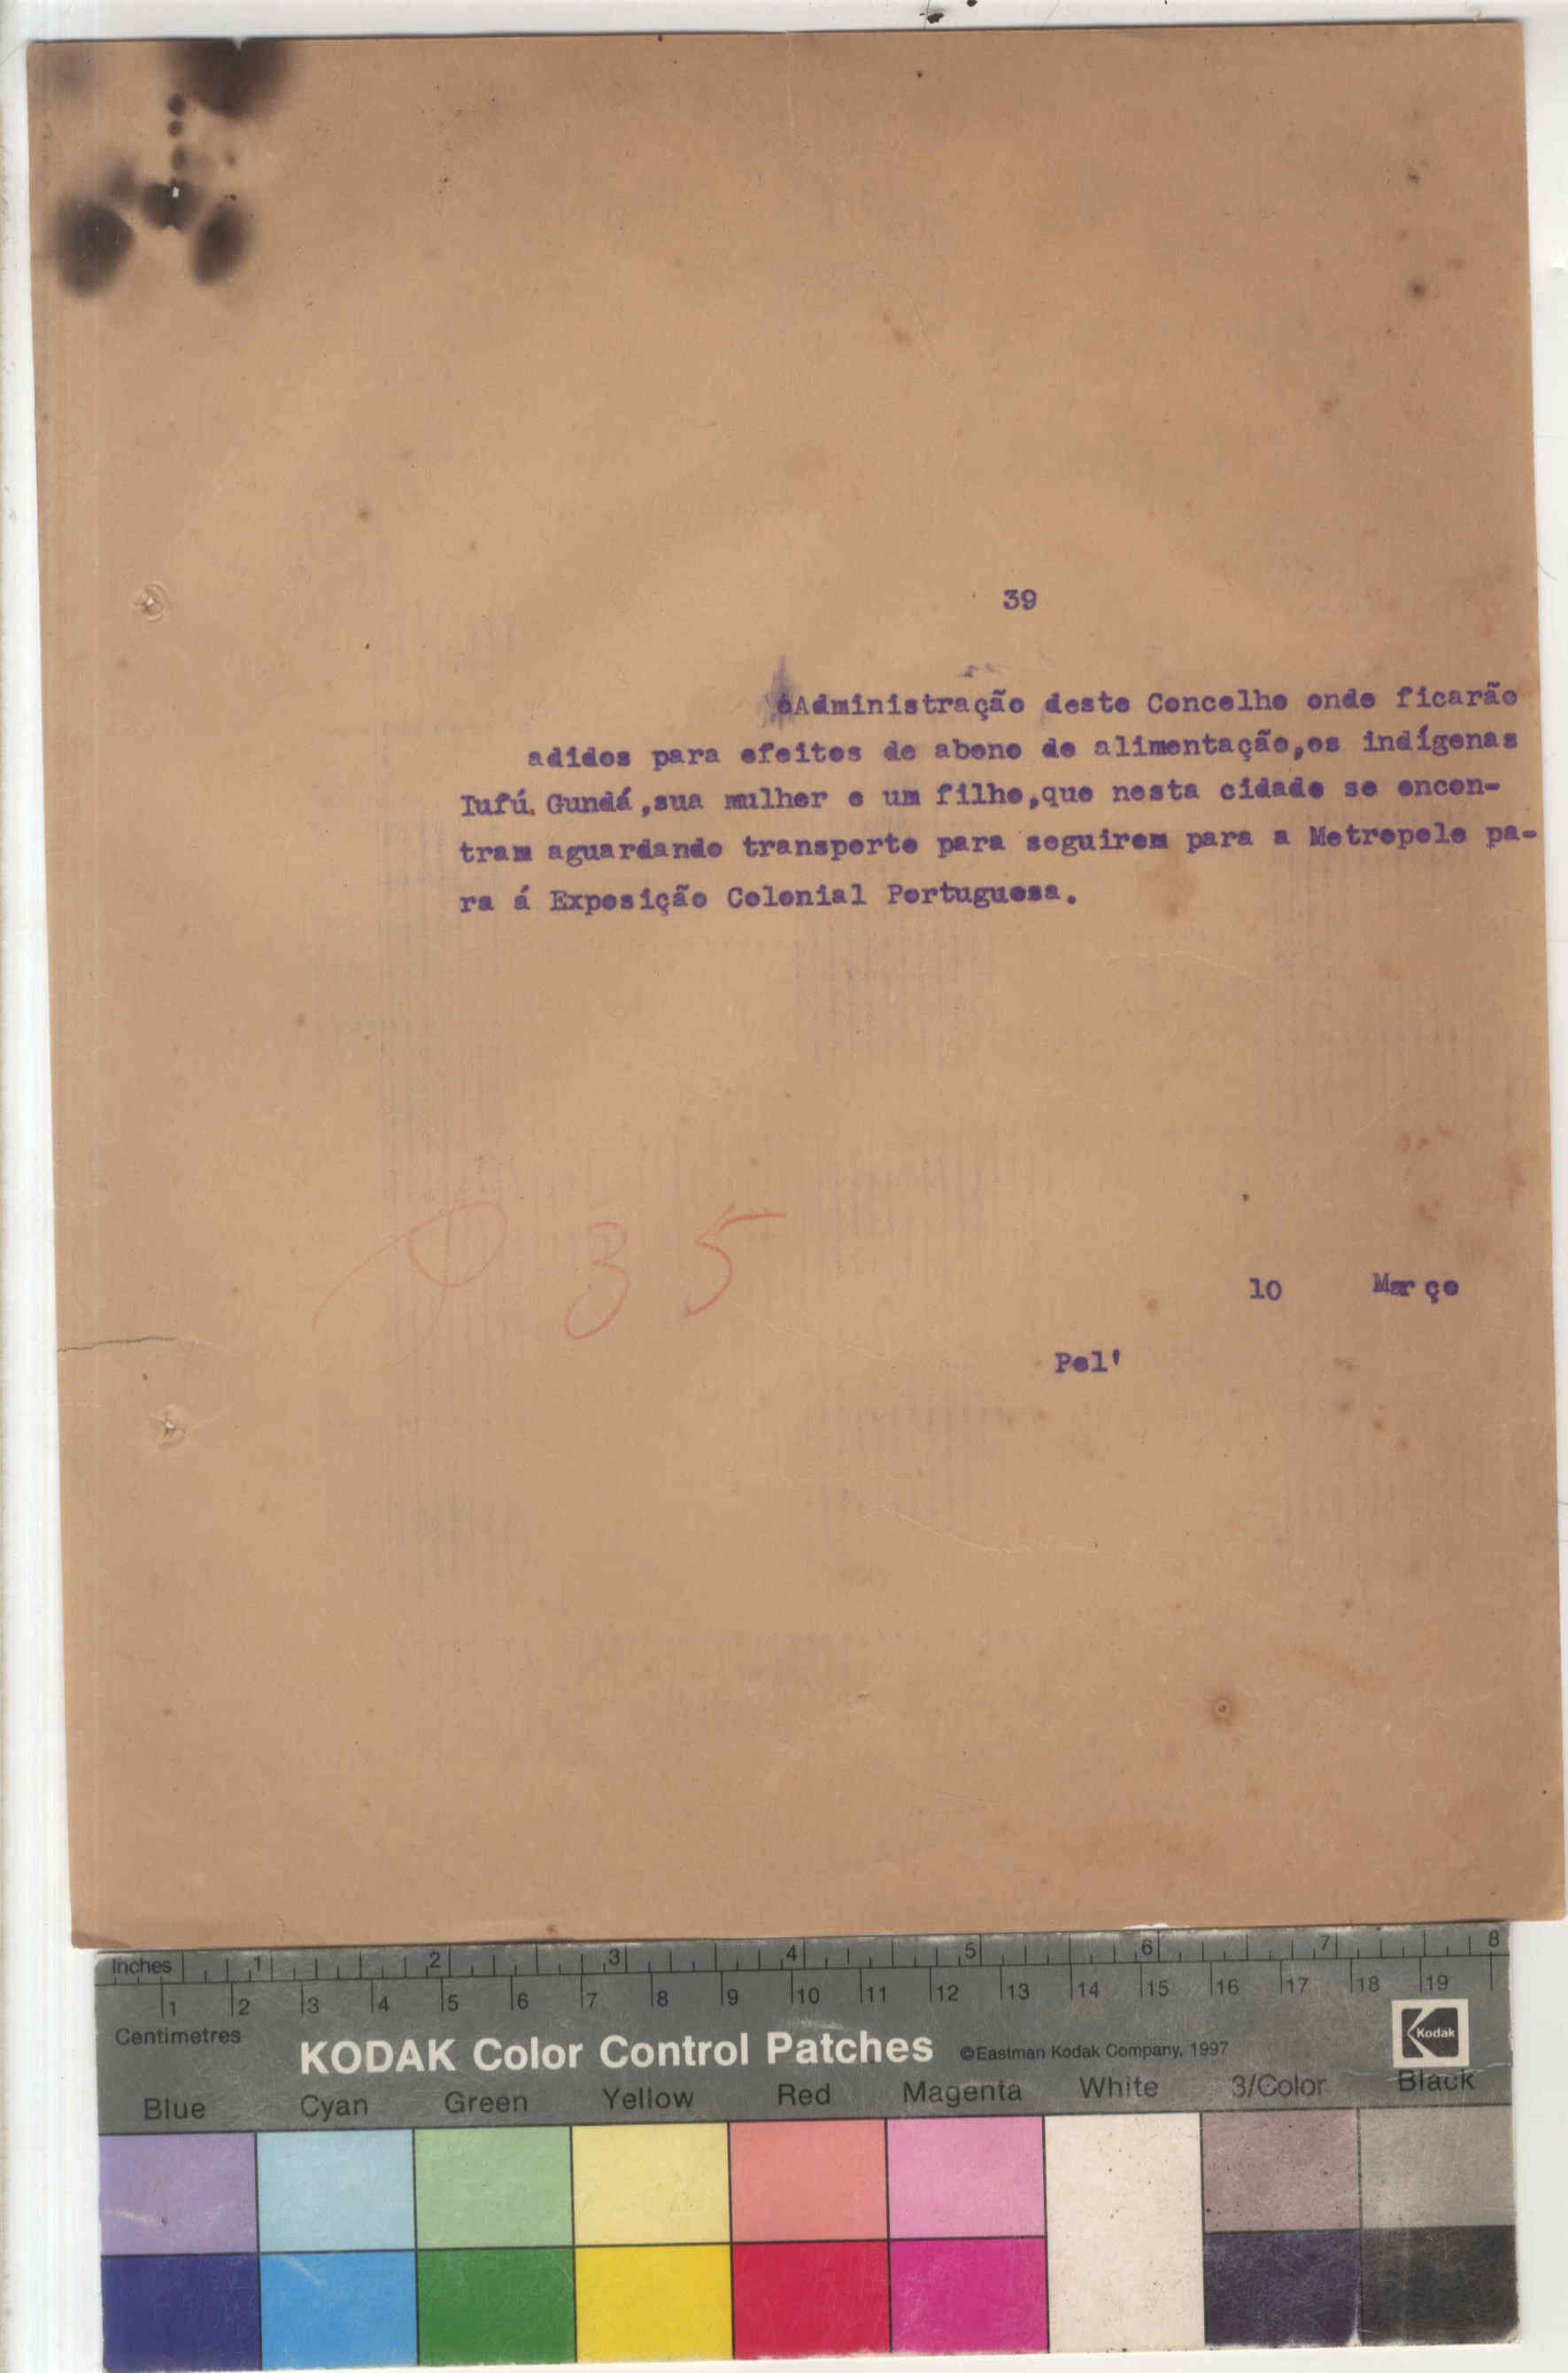 39
Administração deste Concelho onde ficarão
adidos para efeitos de abono de alimentação,os indígenas
Iufú Gundá,sua mulher e um filho,que nesta cidade se encon-
tram aguardando transporte para seguirem para a Metropole pa-
ra á Exposição Colonial Portuguesa.
35
10 Março
Pel'
Inches 1 2 3 4 5 6 7 8
1 2 3 4 5 6 7 8 9 10 11 12 13 14 15 16 17 18 19
Centimetres
KODAK Color Control Patches ©Eastman Kodak Company, 1997 Kodak
Blue Cyan Green Yellow Red Magenta White 3/Color Black